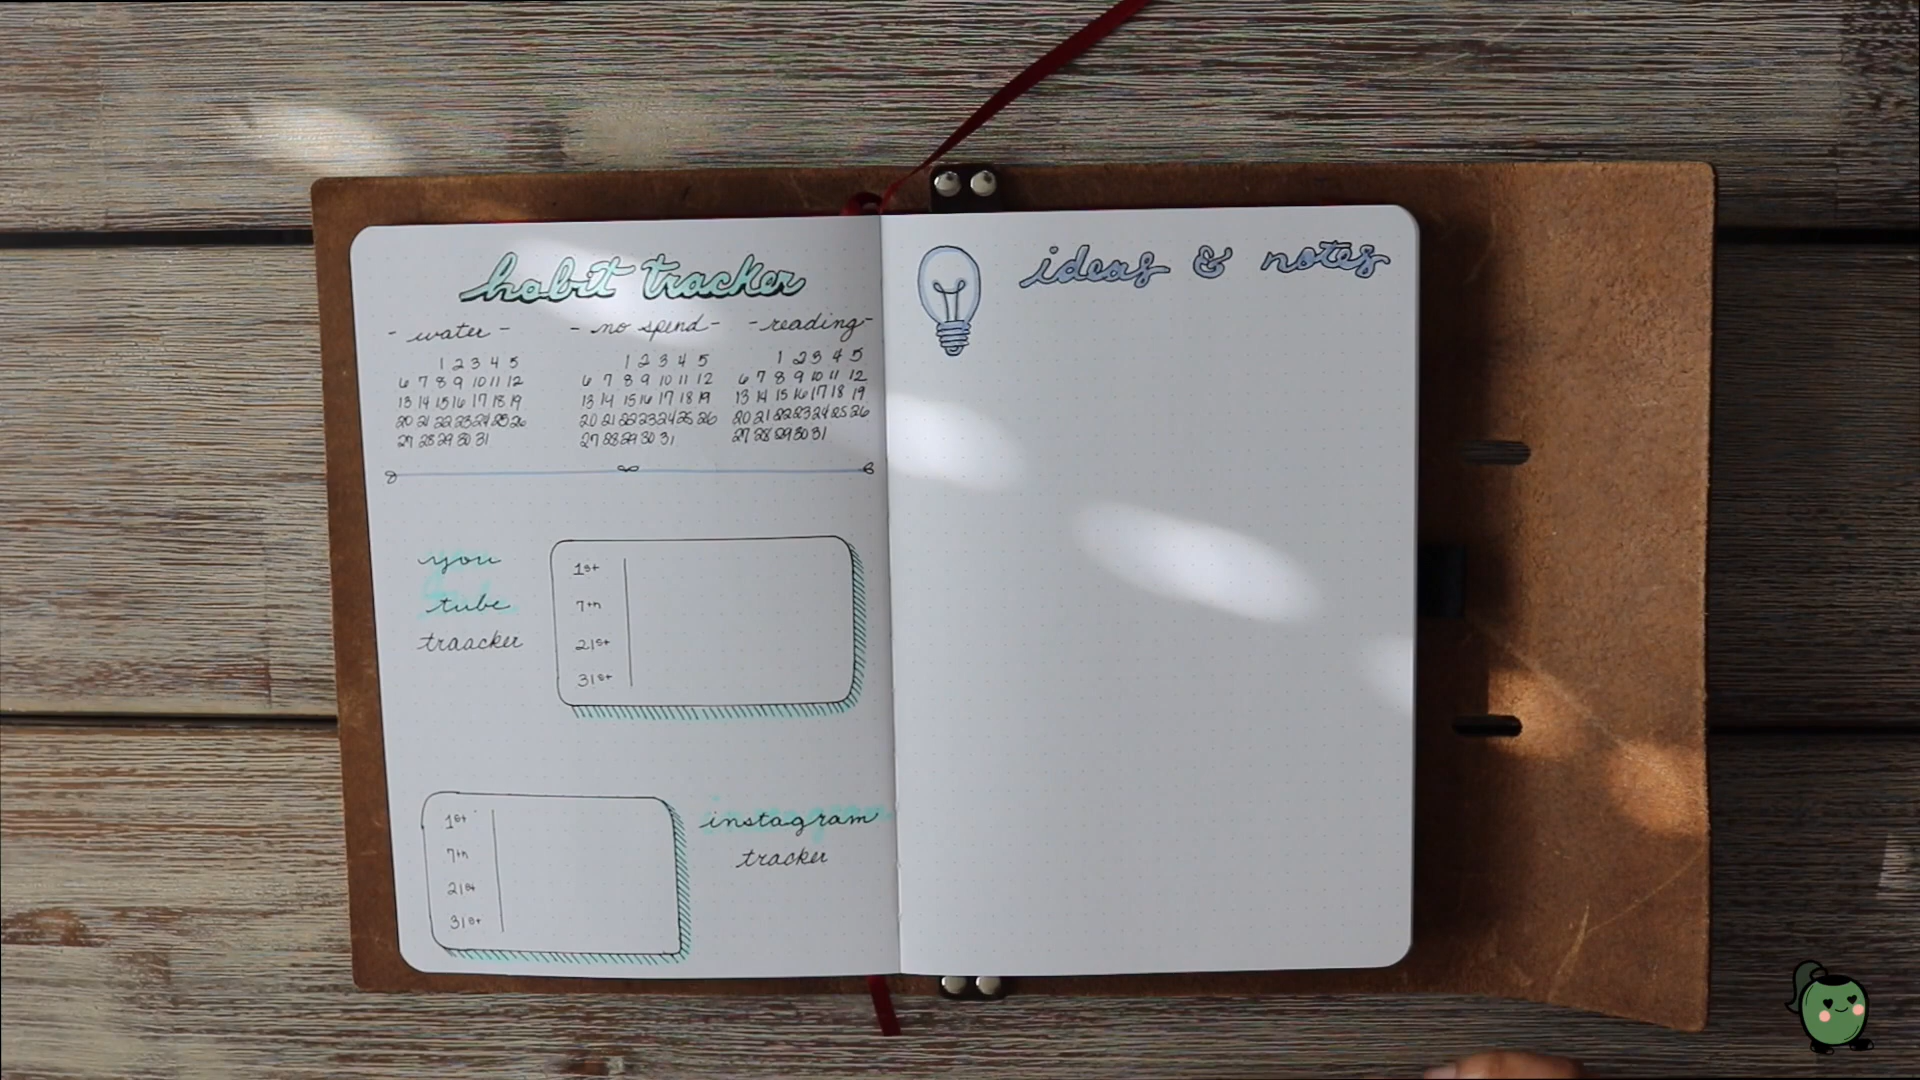 habit tracker
- water -
1 2 3 4 5
6 7 8 9 10 11 12
13 14 15 16 17 18 19
20 21 22 23 24 25 26
27 28 29 30 31
- no spend -
1 2 3 4 5
6 7 8 9 10 11 12
13 14 15 16 17 18 19
20 21 22 23 24 25 26
27 28 29 30 31
- reading -
1 2 3 4 5
6 7 8 9 10 11 12
13 14 15 16 17 18 19
20 21 22 23 24 25 26
27 28 29 30 31
you
tube
traacker
1st
7th
21st
31st
1st
7th
21st
31st
instagram
tracker
ideas & notes